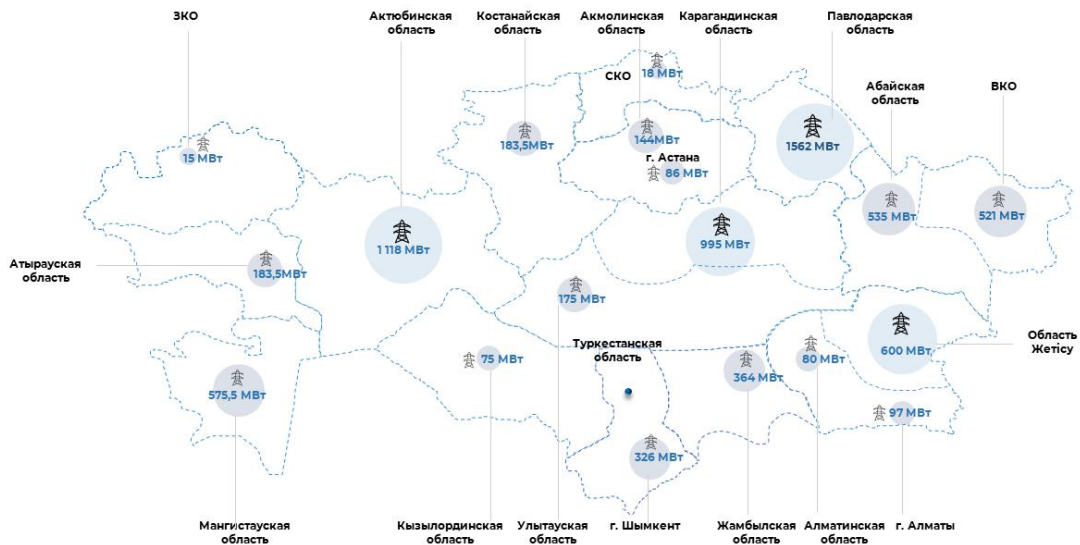 ЗКО
Актюбинская
область
Костанайская
область
Акмолинская
область
Карагандинская
область
Павлодарская
область
СКО
18 МВт
Абайская
область
ВКО
183,5МВт
144МВт
1562 МВт
15 МВт
г. Астана
86 МВт
535 МВт
521 МВт
1 118 МВт
995 МВт
Атырауская
область
183,5МВт
175 МВт
Туркестанская
область
75 МВт
364 МВт
80 МВт
600 МВт
Область
Жетісу
575,5 МВт
97 МВт
326 МВт
Мангистауская
область
Кызылординская
область
Улытауская
область
г. Шымкент
Жамбылская
область
Алматинская
область
г. Алматы